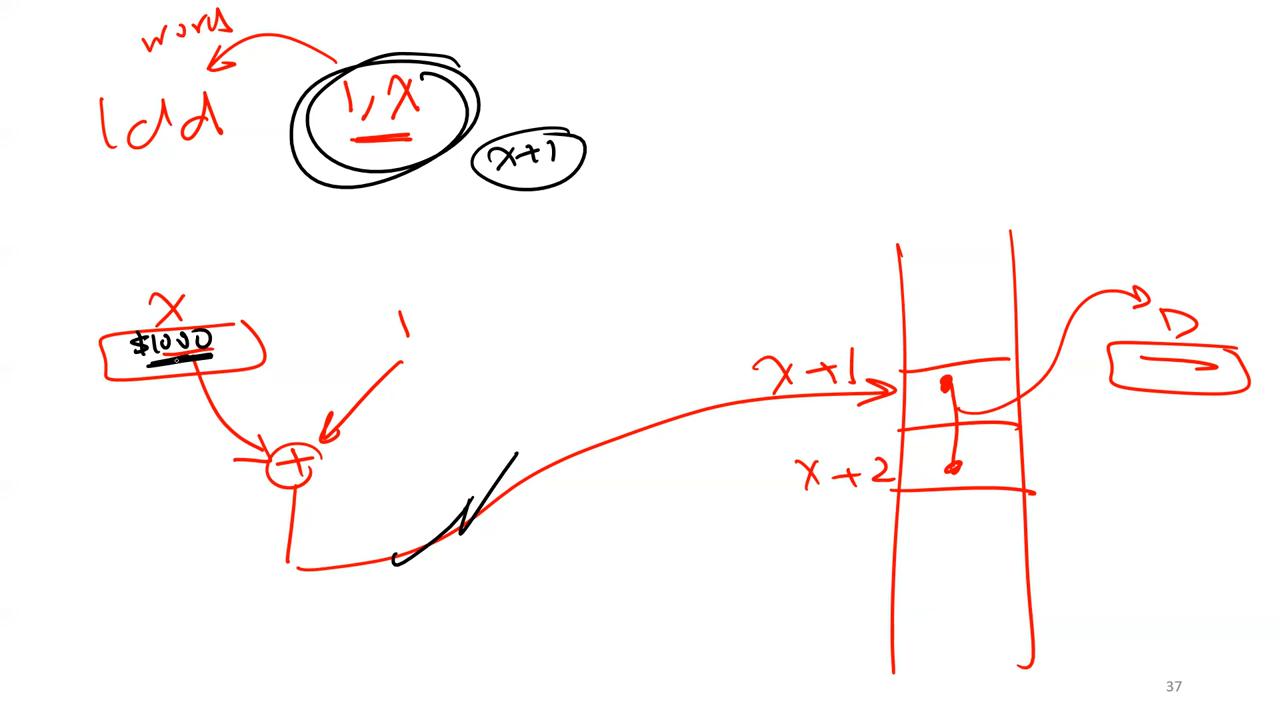 word
ldd 1, x
x+1
x
$1000
1
+
x+1
D
x+2
37